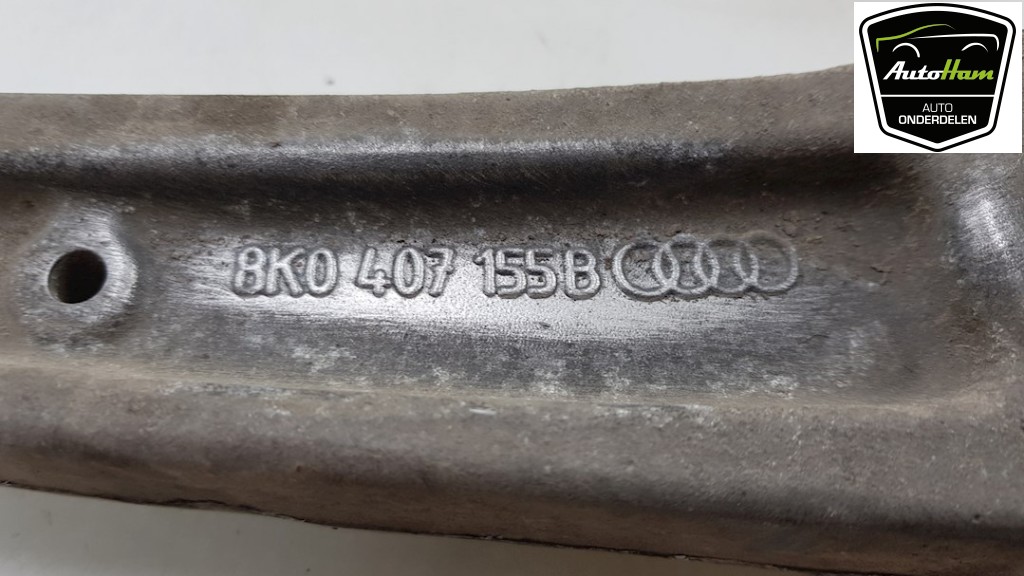 AutoHam
AUTO
ONDERDELEN
8K0 407 155B